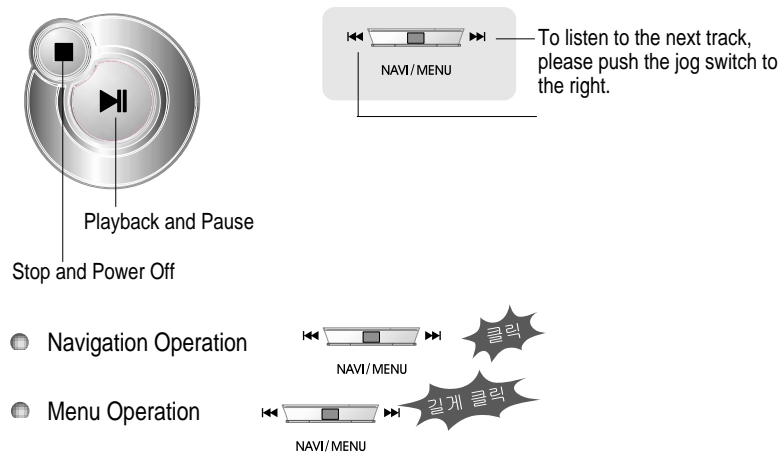 NAVI/MENU
To listen to the next track,
please push the jog switch to
the right.
Playback and Pause
Stop and Power Off
Navigation Operation
NAVI/MENU
클릭
Menu Operation
NAVI/MENU
길게 클릭